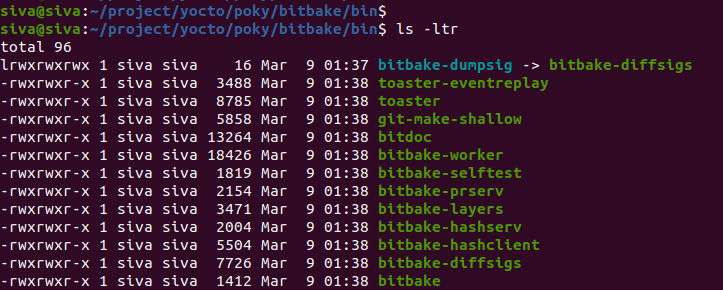 siva@siva:~/project/yocto/poky/bitbake/bin$
siva@siva:~/project/yocto/poky/bitbake/bin$ ls -ltr
total 96
lrwxrwxrwx 1 siva siva    16 Mar  9 01:37 bitbake-dumpsig -> bitbake-diffsigs
-rwxrwxr-x 1 siva siva  3488 Mar  9 01:38 toaster-eventreplay
-rwxrwxr-x 1 siva siva  8785 Mar  9 01:38 toaster
-rwxrwxr-x 1 siva siva  5858 Mar  9 01:38 git-make-shallow
-rwxrwxr-x 1 siva siva 13264 Mar  9 01:38 bitdoc
-rwxrwxr-x 1 siva siva 18426 Mar  9 01:38 bitbake-worker
-rwxrwxr-x 1 siva siva  1819 Mar  9 01:38 bitbake-selftest
-rwxrwxr-x 1 siva siva  2154 Mar  9 01:38 bitbake-prserv
-rwxrwxr-x 1 siva siva  3471 Mar  9 01:38 bitbake-layers
-rwxrwxr-x 1 siva siva  2004 Mar  9 01:38 bitbake-hashserv
-rwxrwxr-x 1 siva siva  5504 Mar  9 01:38 bitbake-hashclient
-rwxrwxr-x 1 siva siva  7726 Mar  9 01:38 bitbake-diffsigs
-rwxrwxr-x 1 siva siva  1412 Mar  9 01:38 bitbake